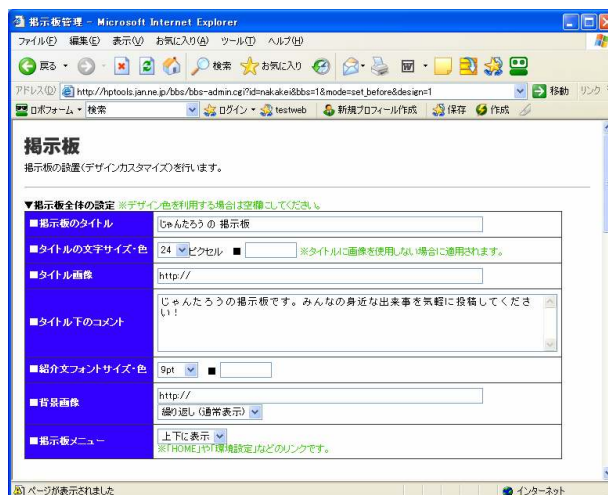 掲示板管理 - Microsoft Internet Explorer
ファイル(F) 編集(E) 表示(V) お気に入り(A) ツール(T) ヘルプ(H)
戻る 検索 お気に入り
アドレス(D) http://hptools.jan.ne.jp/bbs/bbs-admin.cgi?id=nakakei&bbs=1&mode=set_before&design=1 移動 リンク
ロボフォーム 検索 ログイン testweb 新規プロフィール作成 保存 作成
掲示板
掲示板の設置(デザインカスタマイズ)を行います。
▼掲示板全体の設定 ※デザイン色を利用する場合は空欄にしてください。
■掲示板のタイトル じゃんたろう の 掲示板
■タイトルの文字サイズ・色 24 ピクセル ■ ※タイトルに画像を使用しない場合に適用されます。
■タイトル画像 http://
■タイトル下のコメント じゃんたろうの掲示板です。みんなの身近な出来事を気軽に投稿してくださ
い!
■紹介文フォントサイズ・色 9pt ■
■背景画像 http://
繰り返し (通常表示)
■掲示板メニュー 上下に表示
※「HOME」や「環境設定」などのリンクです。
ページが表示されました インターネット